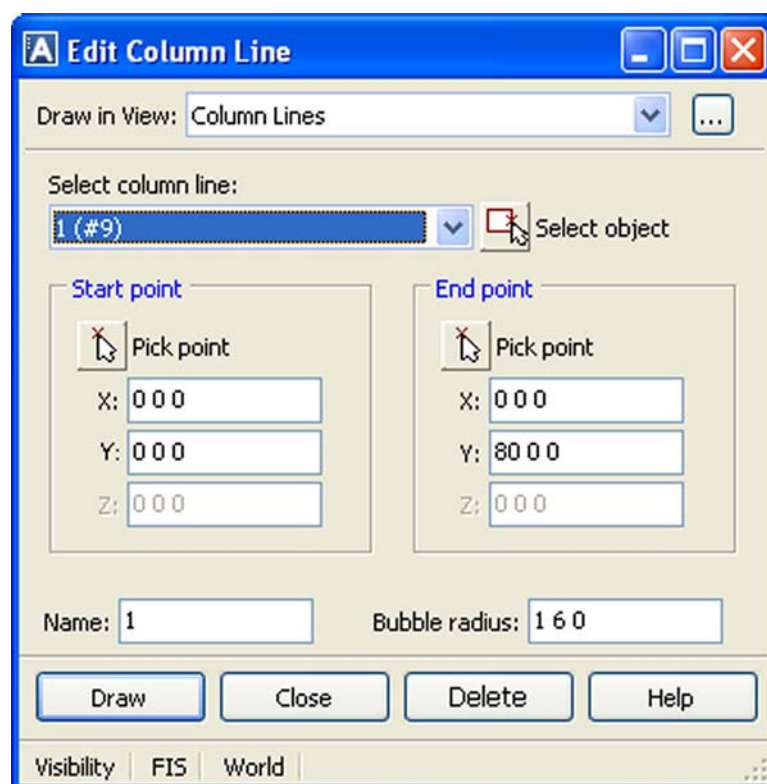 Edit Column Line
Draw in View: Column Lines ...
Select column line:
1 (#9) Select object
Start point End point
Pick point Pick point
X: 0 0 0 X: 0 0 0
Y: 0 0 0 Y: 80 0 0
Z: 0 0 0 Z: 0 0 0
Name: 1 Bubble radius: 1 6 0
Draw Close Delete Help
Visibility FIS World